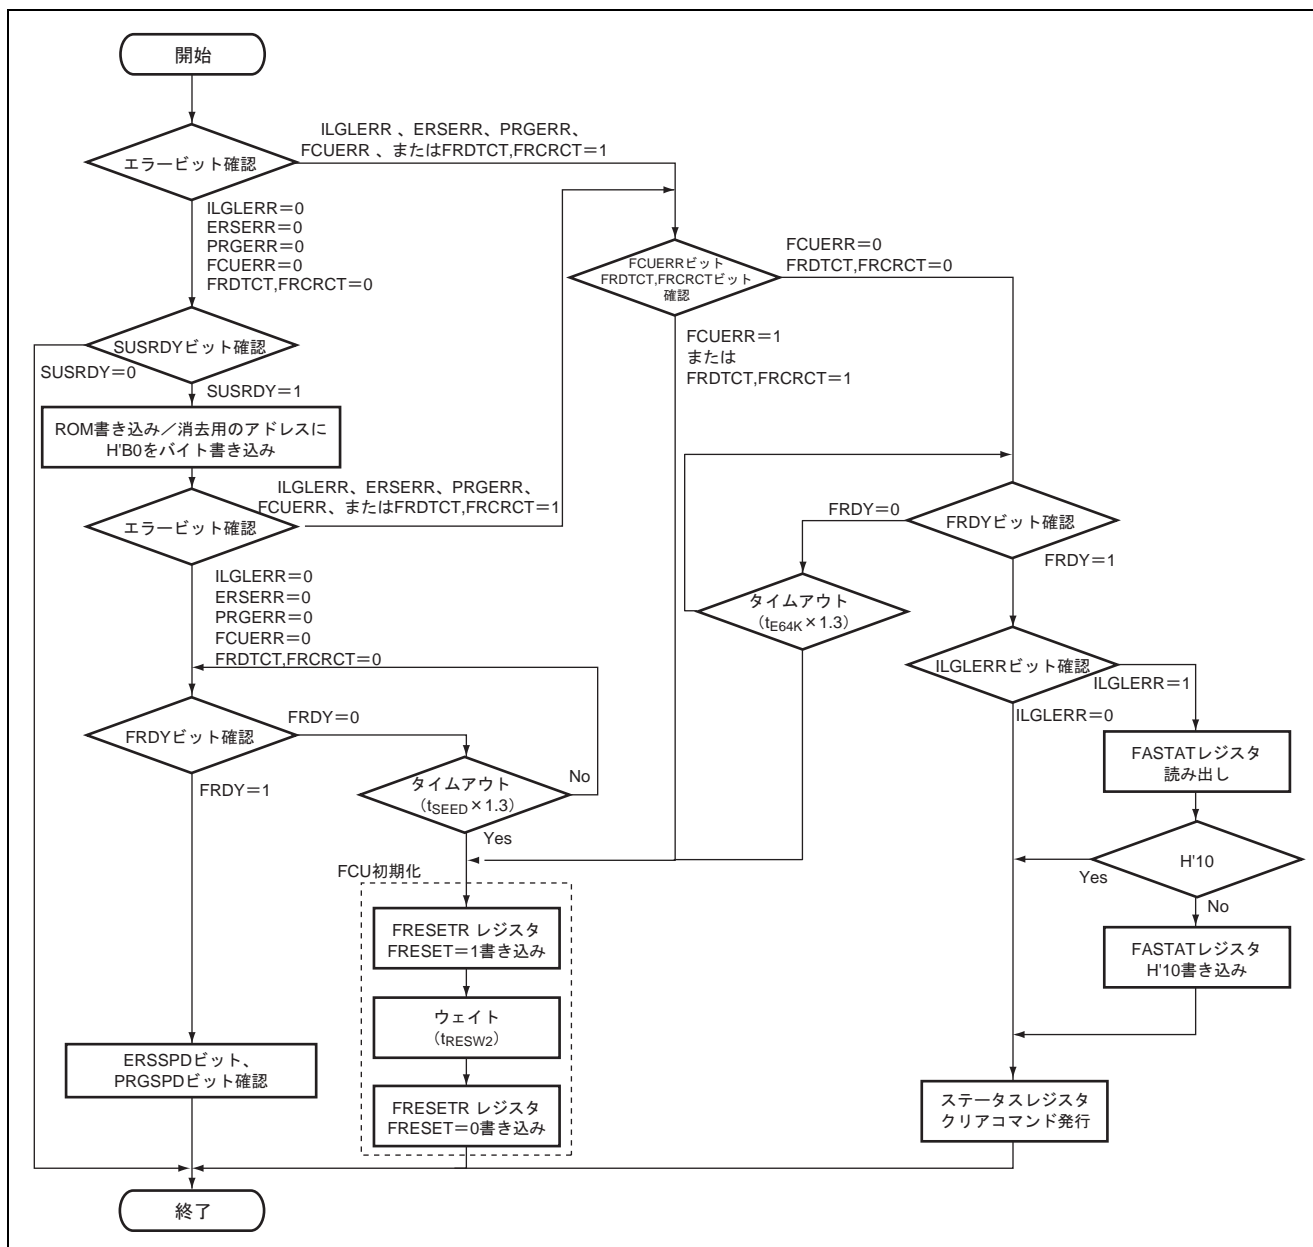 開始
エラービット確認
ILGLERR 、ERSERR、PRGERR、
FCUERR 、またはFRDTCT,FRCRCT=1
ILGLERR=0
ERSERR=0
PRGERR=0
FCUERR=0
FRDTCT,FRCRCT=0
SUSRDYビット確認
SUSRDY=0
SUSRDY=1
ROM書き込み/消去用のアドレスに
H'B0をバイト書き込み
エラービット確認
ILGLERR、ERSERR、PRGERR、
FCUERR、またはFRDTCT,FRCRCT=1
ILGLERR=0
ERSERR=0
PRGERR=0
FCUERR=0
FRDTCT,FRCRCT=0
FRDYビット確認
FRDY=0
FRDY=1
タイムアウト
(tSEED×1.3)
No
Yes
FCU初期化
FRESETR レジスタ
FRESET=1書き込み
ウェイト
(tRESW2)
FRESETR レジスタ
FRESET=0書き込み
ERSSPDビット、
PRGSPDビット確認
終了
FCUERRビット
FRDTCT,FRCRCTビット
確認
FCUERR=0
FRDTCT,FRCRCT=0
FCUERR=1
または
FRDTCT,FRCRCT=1
FRDYビット確認
FRDY=0
FRDY=1
タイムアウト
(tE64K×1.3)
ILGLERRビット確認
ILGLERR=1
ILGLERR=0
FASTATレジスタ
読み出し
H'10
Yes
No
FASTATレジスタ
H'10書き込み
ステータスレジスタ
クリアコマンド発行